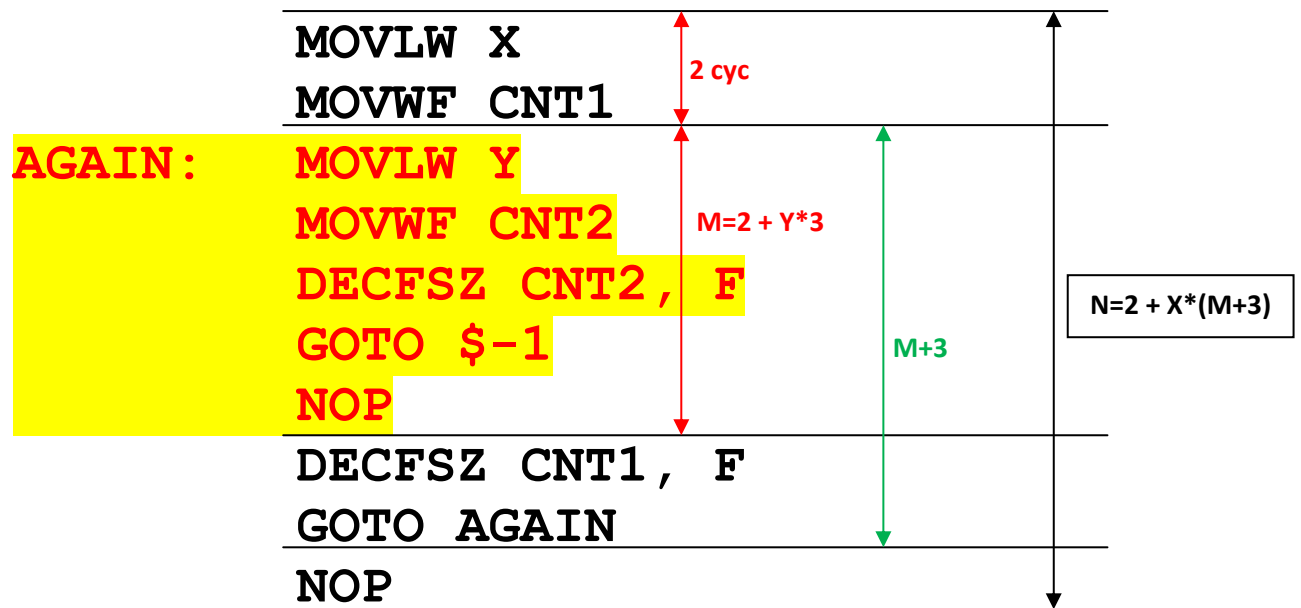 MOVLW X
2 cyc
MOVWF CNT1
AGAIN: MOVLW Y
MOVWF CNT2
M=2 + Y*3
DECFSZ CNT2, F
N=2 + X*(M+3)
GOTO $-1
M+3
NOP
DECFSZ CNT1, F
GOTO AGAIN
NOP